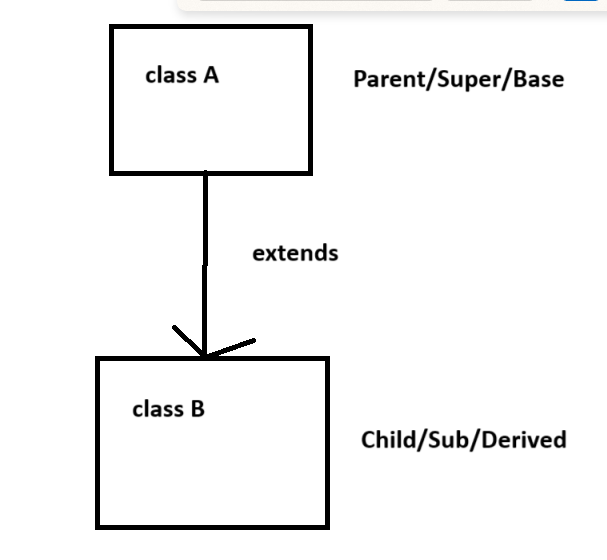 class A
Parent/Super/Base
extends
class B
Child/Sub/Derived